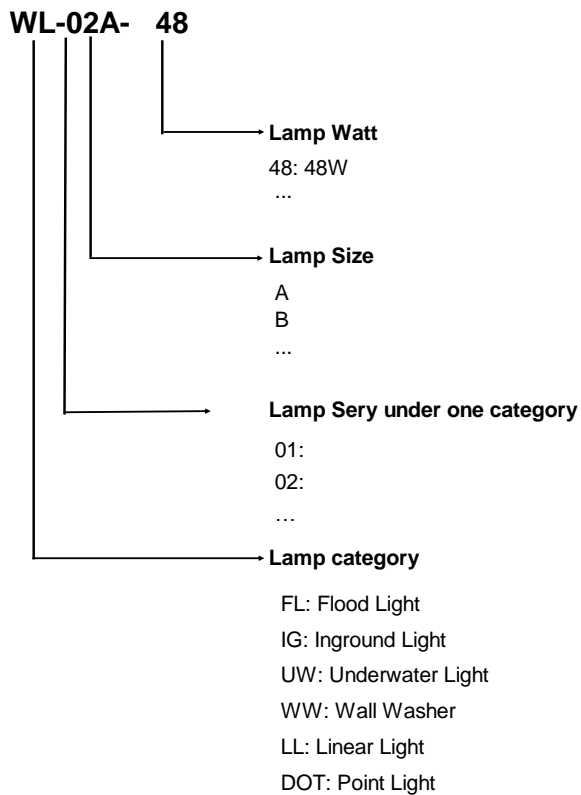 WL-02A- 48
Lamp Watt
48: 48W
...
Lamp Size
A
B
...
Lamp Sery under one category
01:
02:
…
Lamp category
FL: Flood Light
IG: Inground Light
UW: Underwater Light
WW: Wall Washer
LL: Linear Light
DOT: Point Light